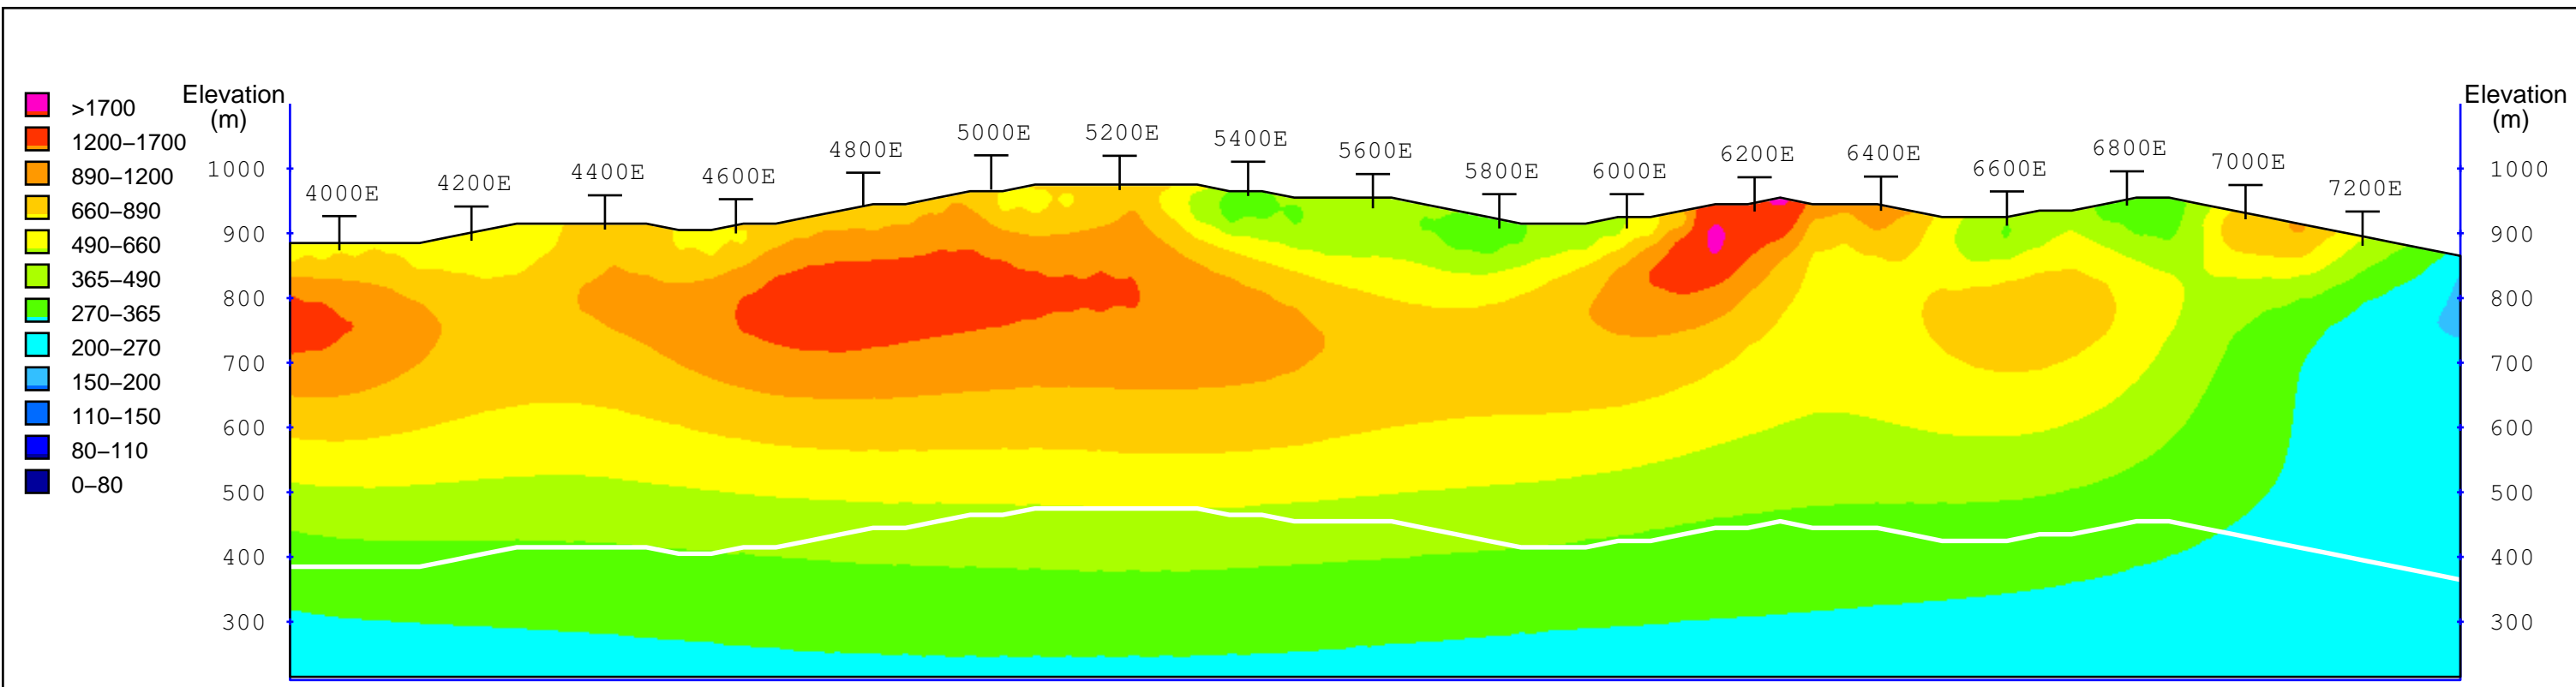 Elevation
(m)
>1700
1200–1700
890–1200
660–890
490–660
365–490
270–365
200–270
150–200
110–150
80–110
0–80
1000
900
800
700
600
500
400
300
4000E
4200E
4400E
4600E
4800E
5000E
5200E
5400E
5600E
5800E
6000E
6200E
6400E
6600E
6800E
7000E
7200E
Elevation
(m)
1000
900
800
700
600
500
400
300